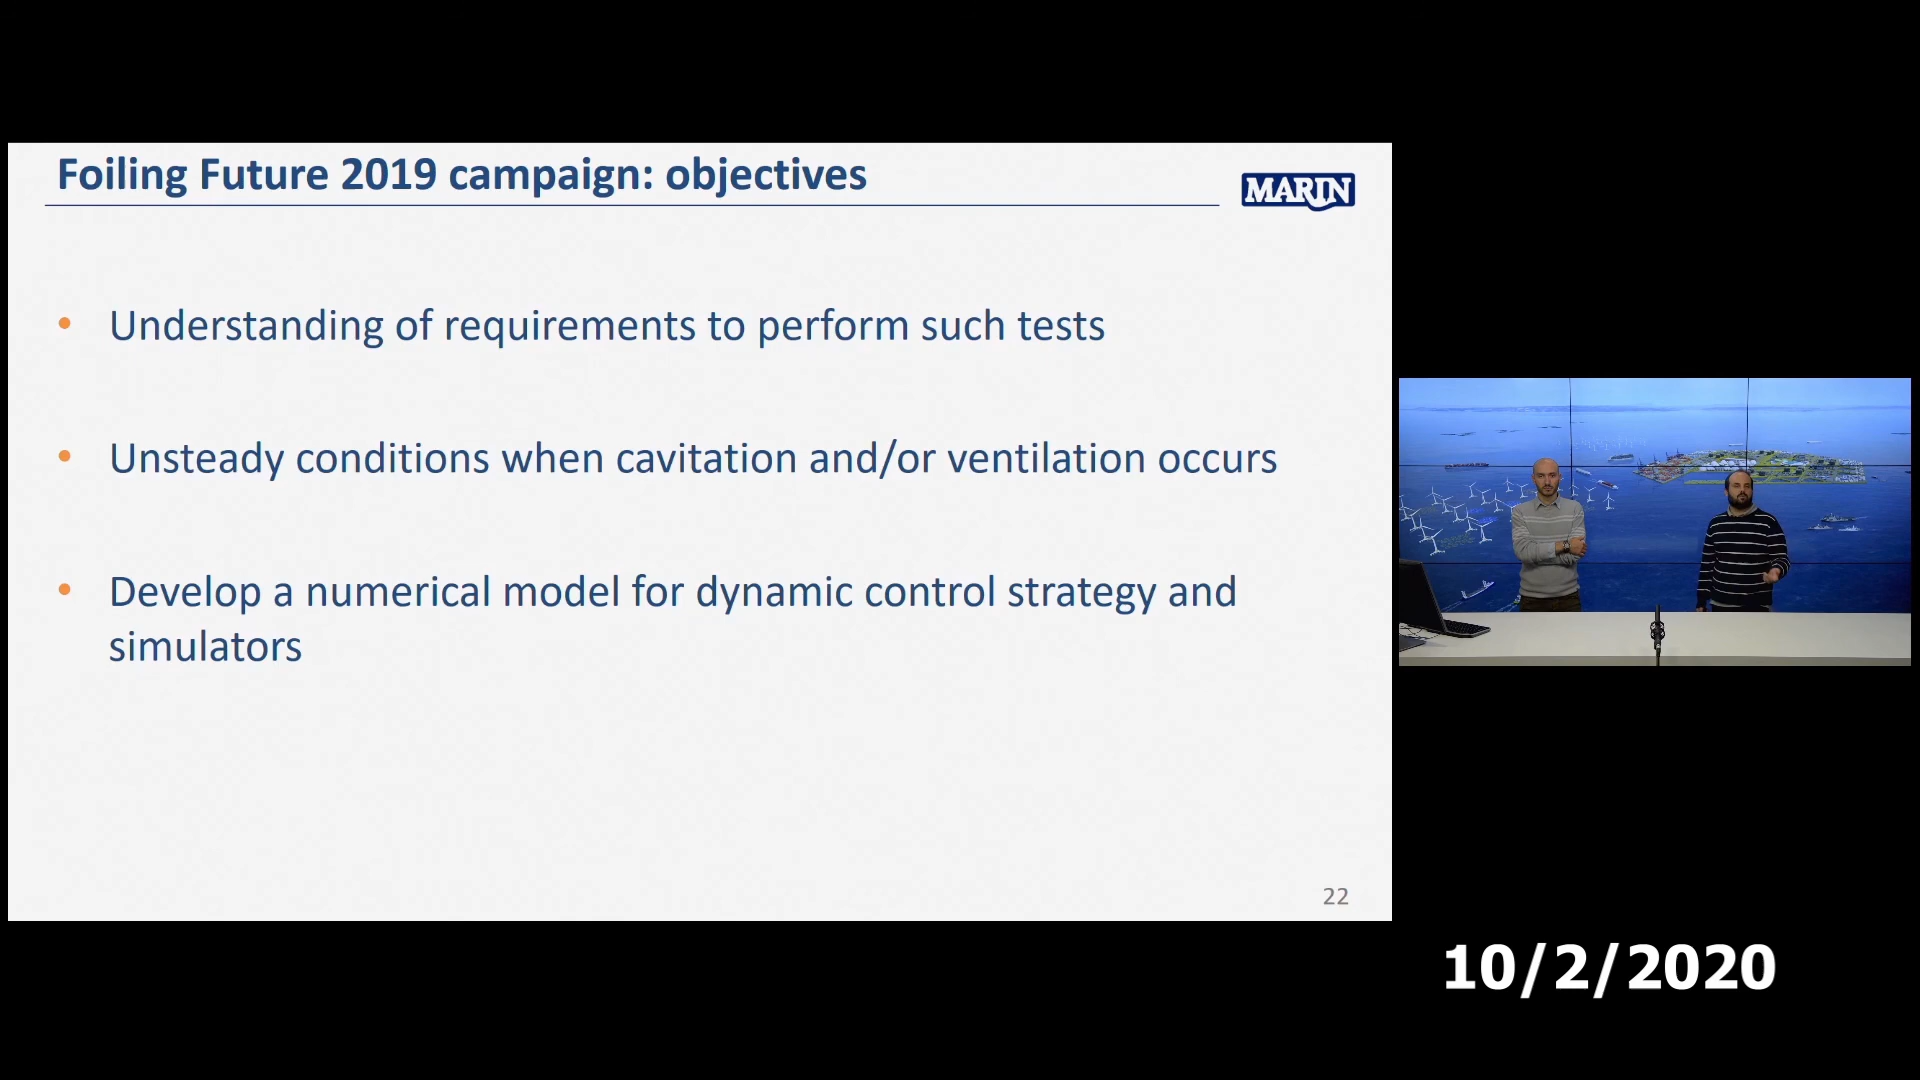 Foiling Future 2019 campaign: objectives
MARIN
• Understanding of requirements to perform such tests
• Unsteady conditions when cavitation and/or ventilation occurs
• Develop a numerical model for dynamic control strategy and
simulators
22
10/2/2020